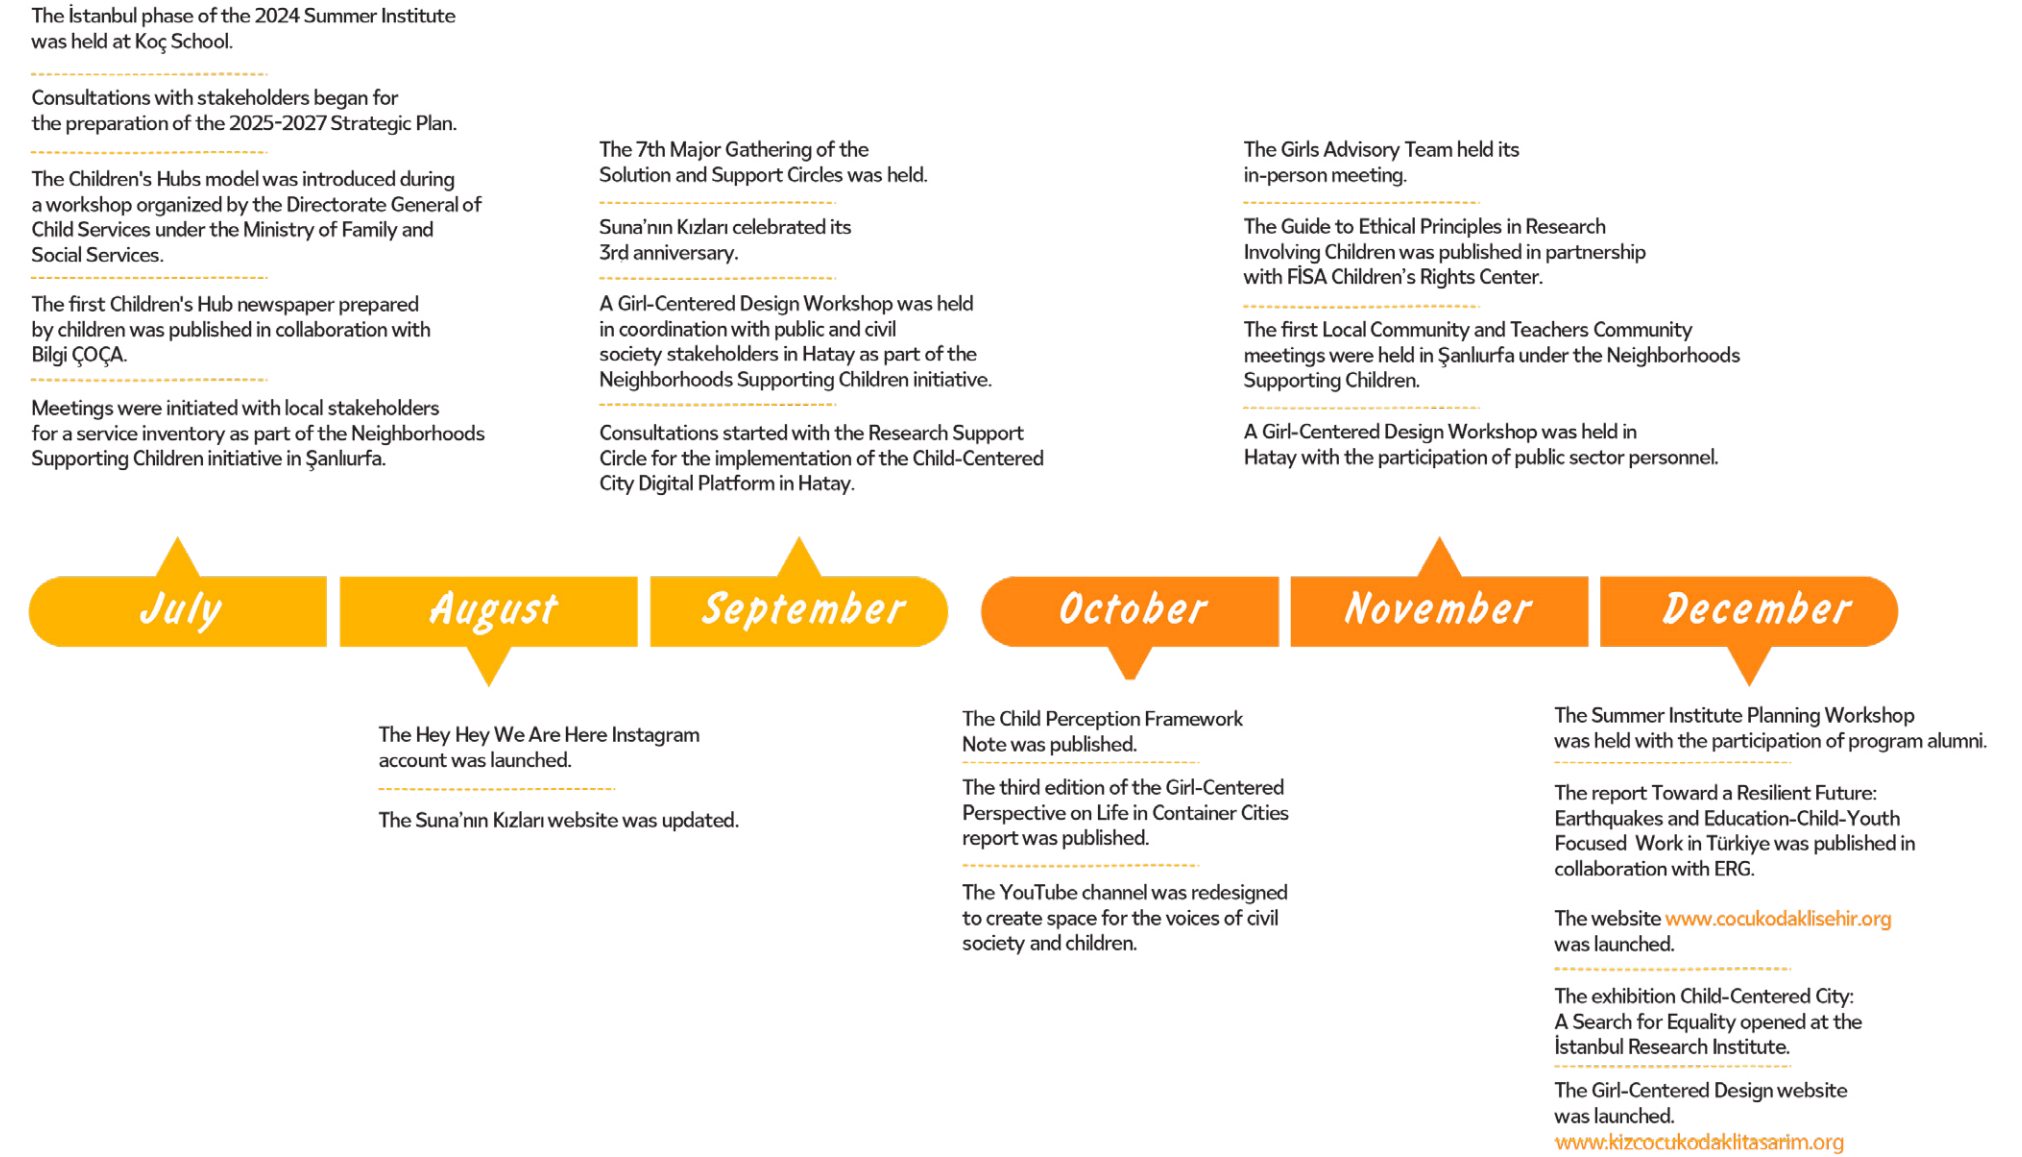 The İstanbul phase of the 2024 Summer Institute
was held at Koç School.
Consultations with stakeholders began for
the preparation of the 2025-2027 Strategic Plan.
The Children's Hubs model was introduced during
a workshop organized by the Directorate General of
Child Services under the Ministry of Family and
Social Services.
The first Children's Hub newspaper prepared
by children was published in collaboration with
Bilgi ÇOÇA.
Meetings were initiated with local stakeholders
for a service inventory as part of the Neighborhoods
Supporting Children initiative in Şanlıurfa.
The 7th Major Gathering of the
Solution and Support Circles was held.
Suna’nın Kızları celebrated its
3rd anniversary.
A Girl-Centered Design Workshop was held
in coordination with public and civil
society stakeholders in Hatay as part of the
Neighborhoods Supporting Children initiative.
Consultations started with the Research Support
Circle for the implementation of the Child-Centered
City Digital Platform in Hatay.
The Girls Advisory Team held its
in-person meeting.
The Guide to Ethical Principles in Research
Involving Children was published in partnership
with FİSA Children’s Rights Center.
The first Local Community and Teachers Community
meetings were held in Şanlıurfa under the Neighborhoods
Supporting Children.
A Girl-Centered Design Workshop was held in
Hatay with the participation of public sector personnel.
July
August
September
October
November
December
The Hey Hey We Are Here Instagram
account was launched.
The Suna’nın Kızları website was updated.
The Child Perception Framework
Note was published.
The third edition of the Girl-Centered
Perspective on Life in Container Cities
report was published.
The YouTube channel was redesigned
to create space for the voices of civil
society and children.
The Summer Institute Planning Workshop
was held with the participation of program alumni.
The report Toward a Resilient Future:
Earthquakes and Education-Child-Youth
Focused Work in Türkiye was published in
collaboration with ERG.
The website www.cocukodaklisehir.org
was launched.
The exhibition Child-Centered City:
A Search for Equality opened at the
İstanbul Research Institute.
The Girl-Centered Design website
was launched.
www.kizcocukodaklitasarim.org